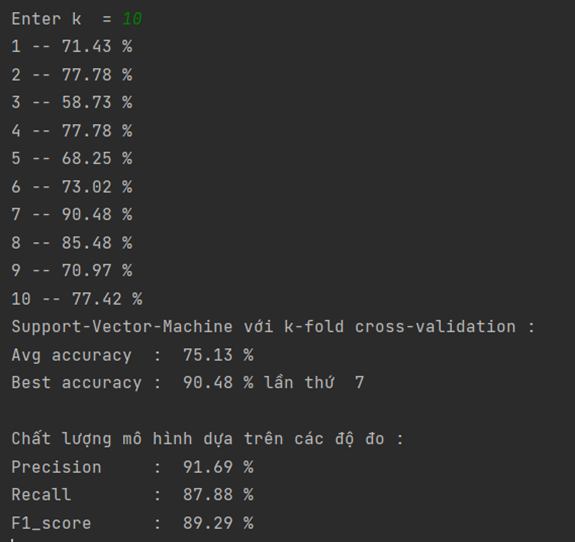 Enter k  = 10
1 -- 71.43 %
2 -- 77.78 %
3 -- 58.73 %
4 -- 77.78 %
5 -- 68.25 %
6 -- 73.02 %
7 -- 90.48 %
8 -- 85.48 %
9 -- 70.97 %
10 -- 77.42 %
Support-Vector-Machine với k-fold cross-validation :
Avg accuracy  :  75.13 %
Best accuracy :  90.48 % lần thứ  7
Chất lượng mô hình dựa trên các độ đo :
Precision     :  91.69 %
Recall        :  87.88 %
F1_score      :  89.29 %